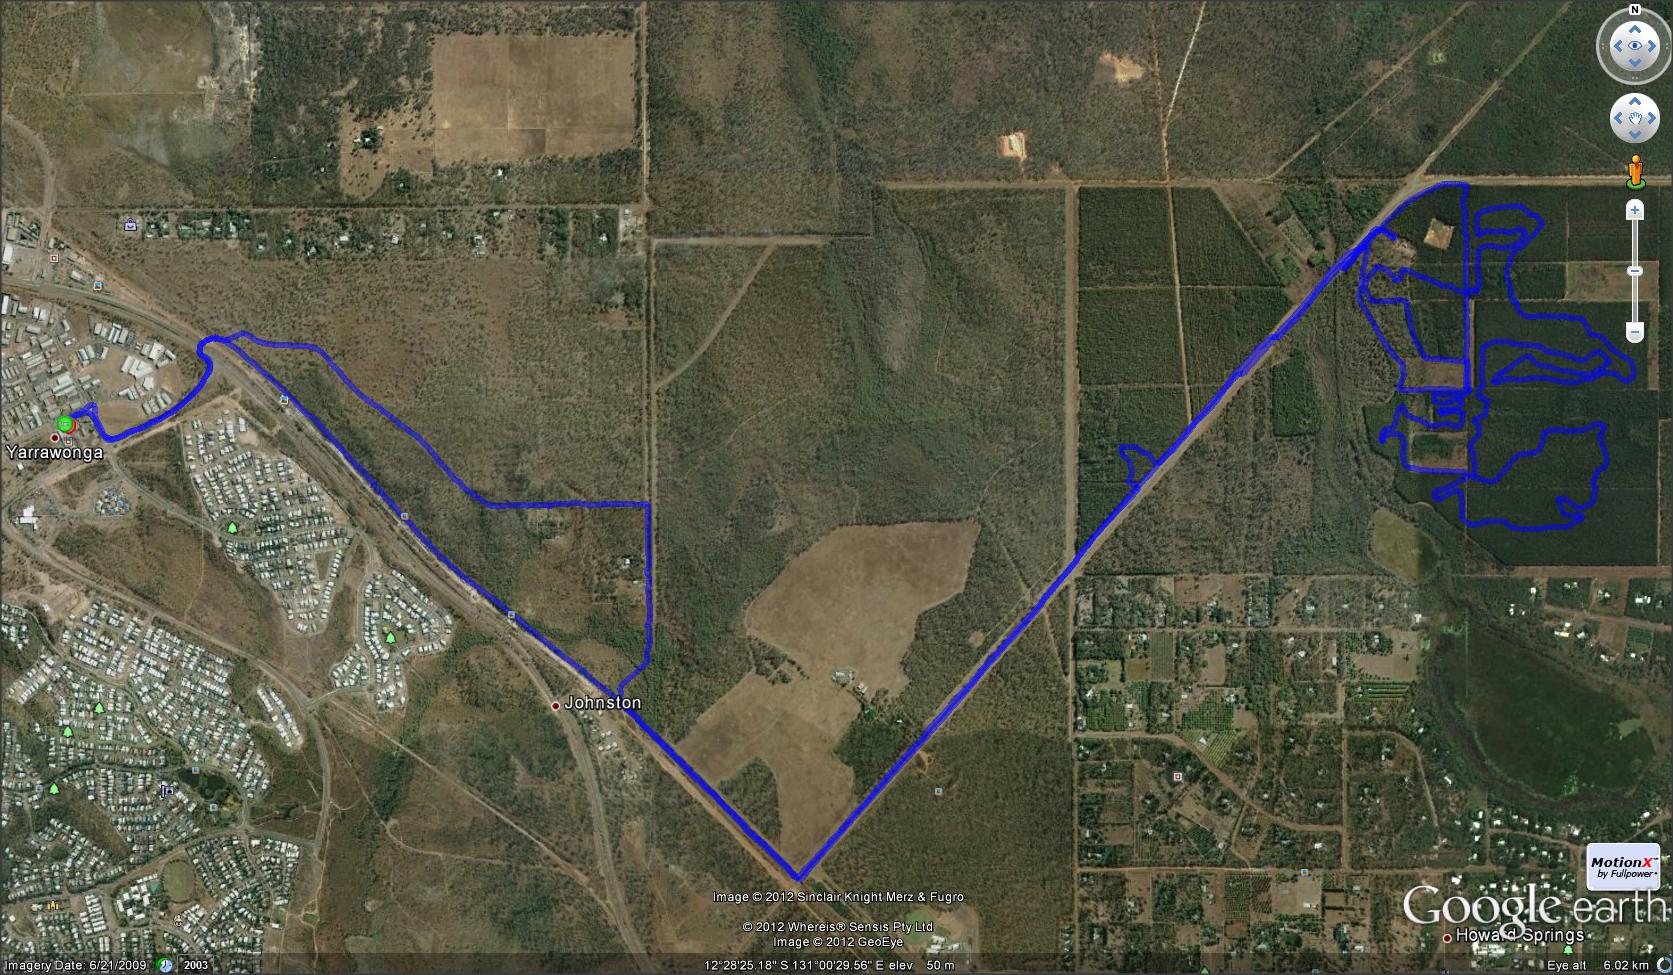 N
Yarrawonga
Johnston
MotionX™
by Fullpower
Image © 2012 Sinclair Knight Merz & Fugro
Google earth
© 2012 Whereis® Sensis Pty Ltd
Howard Springs
Image © 2012 GeoEye
Imagery Date: 6/21/2009 2003 12°28'25.18" S 131°00'29.56" E elev 50 m Eye alt 6.02 km